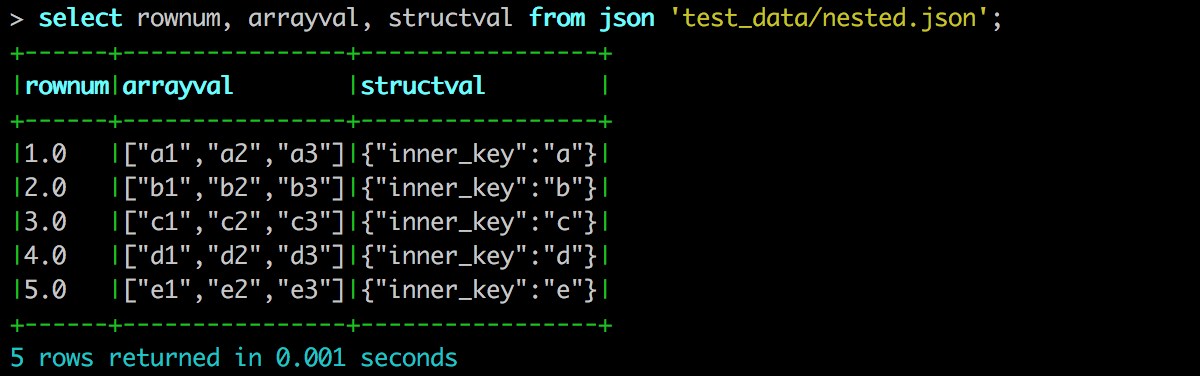 > select rownum, arrayval, structval from json 'test_data/nested.json';
+------+----------------+-----------------+
|rownum|arrayval        |structval        |
+------+----------------+-----------------+
|1.0   |["a1","a2","a3"]|{"inner_key":"a"}|
|2.0   |["b1","b2","b3"]|{"inner_key":"b"}|
|3.0   |["c1","c2","c3"]|{"inner_key":"c"}|
|4.0   |["d1","d2","d3"]|{"inner_key":"d"}|
|5.0   |["e1","e2","e3"]|{"inner_key":"e"}|
+------+----------------+-----------------+
5 rows returned in 0.001 seconds